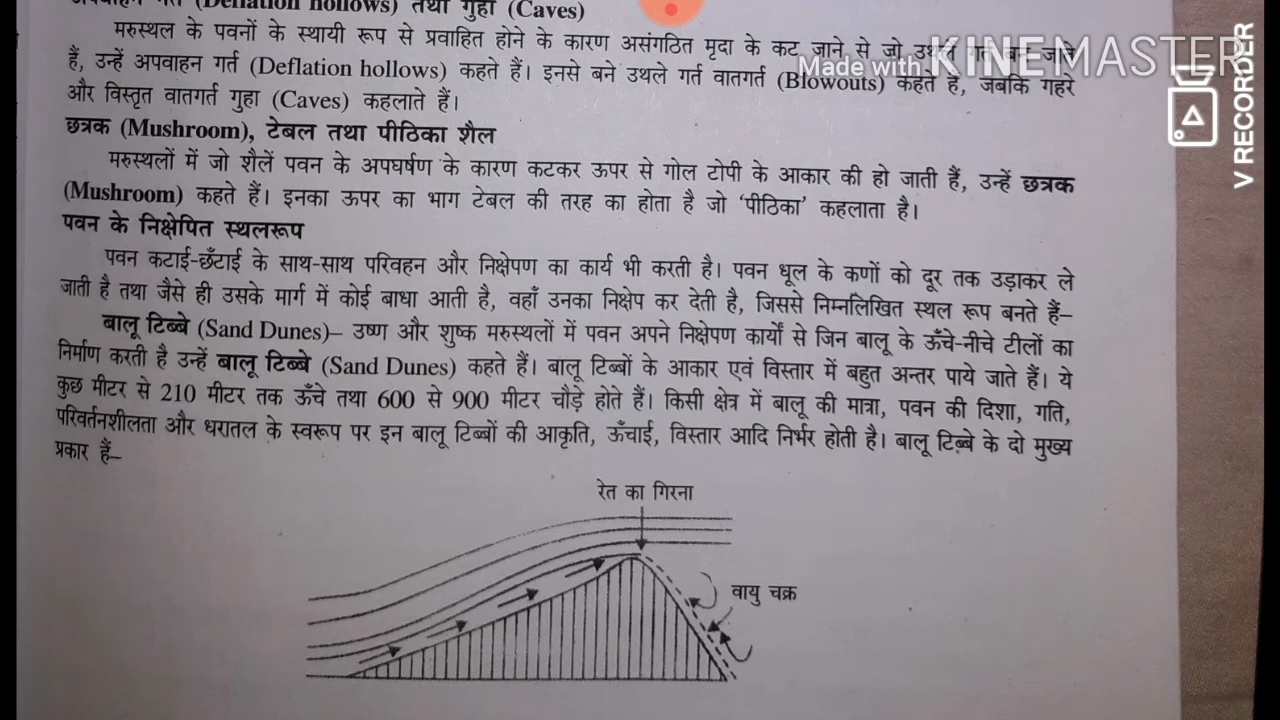 अपवाहन गर्त (Deflation hollows) तथा गुहा (Caves)
मरुस्थल के पवनों के स्थायी रूप से प्रवाहित होने के कारण असंगठित मृदा के कट जाने से जो उथले गर्त बन जाते
हैं, उन्हें अपवाहन गर्त (Deflation hollows) कहते हैं। इनसे बने उथले गर्त वातगर्त (Blowouts) कहते हैं, जबकि गहरे
और विस्तृत वातगर्त गुहा (Caves) कहलाते हैं।
छत्रक (Mushroom), टेबल तथा पीठिका शैल
मरुस्थलों में जो शैलें पवन के अपघर्षण के कारण कटकर ऊपर से गोल टोपी के आकार की हो जाती हैं, उन्हें छत्रक
(Mushroom) कहते हैं। इनका ऊपर का भाग टेबल की तरह का होता है जो 'पीठिका' कहलाता है।
पवन के निक्षेपित स्थलरूप
पवन कटाई-छँटाई के साथ-साथ परिवहन और निक्षेपण का कार्य भी करती है। पवन धूल के कणों को दूर तक उड़ाकर ले
जाती है तथा जैसे ही उसके मार्ग में कोई बाधा आती है, वहाँ उनका निक्षेप कर देती है, जिससे निम्नलिखित स्थल रूप बनते हैं–
बालू टिब्बे (Sand Dunes)– उष्ण और शुष्क मरुस्थलों में पवन अपने निक्षेपण कार्यों से जिन बालू के ऊँचे-नीचे टीलों का
निर्माण करती है उन्हें बालू टिब्बे (Sand Dunes) कहते हैं। बालू टिब्बों के आकार एवं विस्तार में बहुत अन्तर पाये जाते हैं। ये
कुछ मीटर से 210 मीटर तक ऊँचे तथा 600 से 900 मीटर चौड़े होते हैं। किसी क्षेत्र में बालू की मात्रा, पवन की दिशा, गति,
परिवर्तनशीलता और धरातल के स्वरूप पर इन बालू टिब्बों की आकृति, ऊँचाई, विस्तार आदि निर्भर होती है। बालू टिब्बे के दो मुख्य
प्रकार हैं–
रेत का गिरना
वायु चक्र
Made with KINEMASTER
V RECORDER